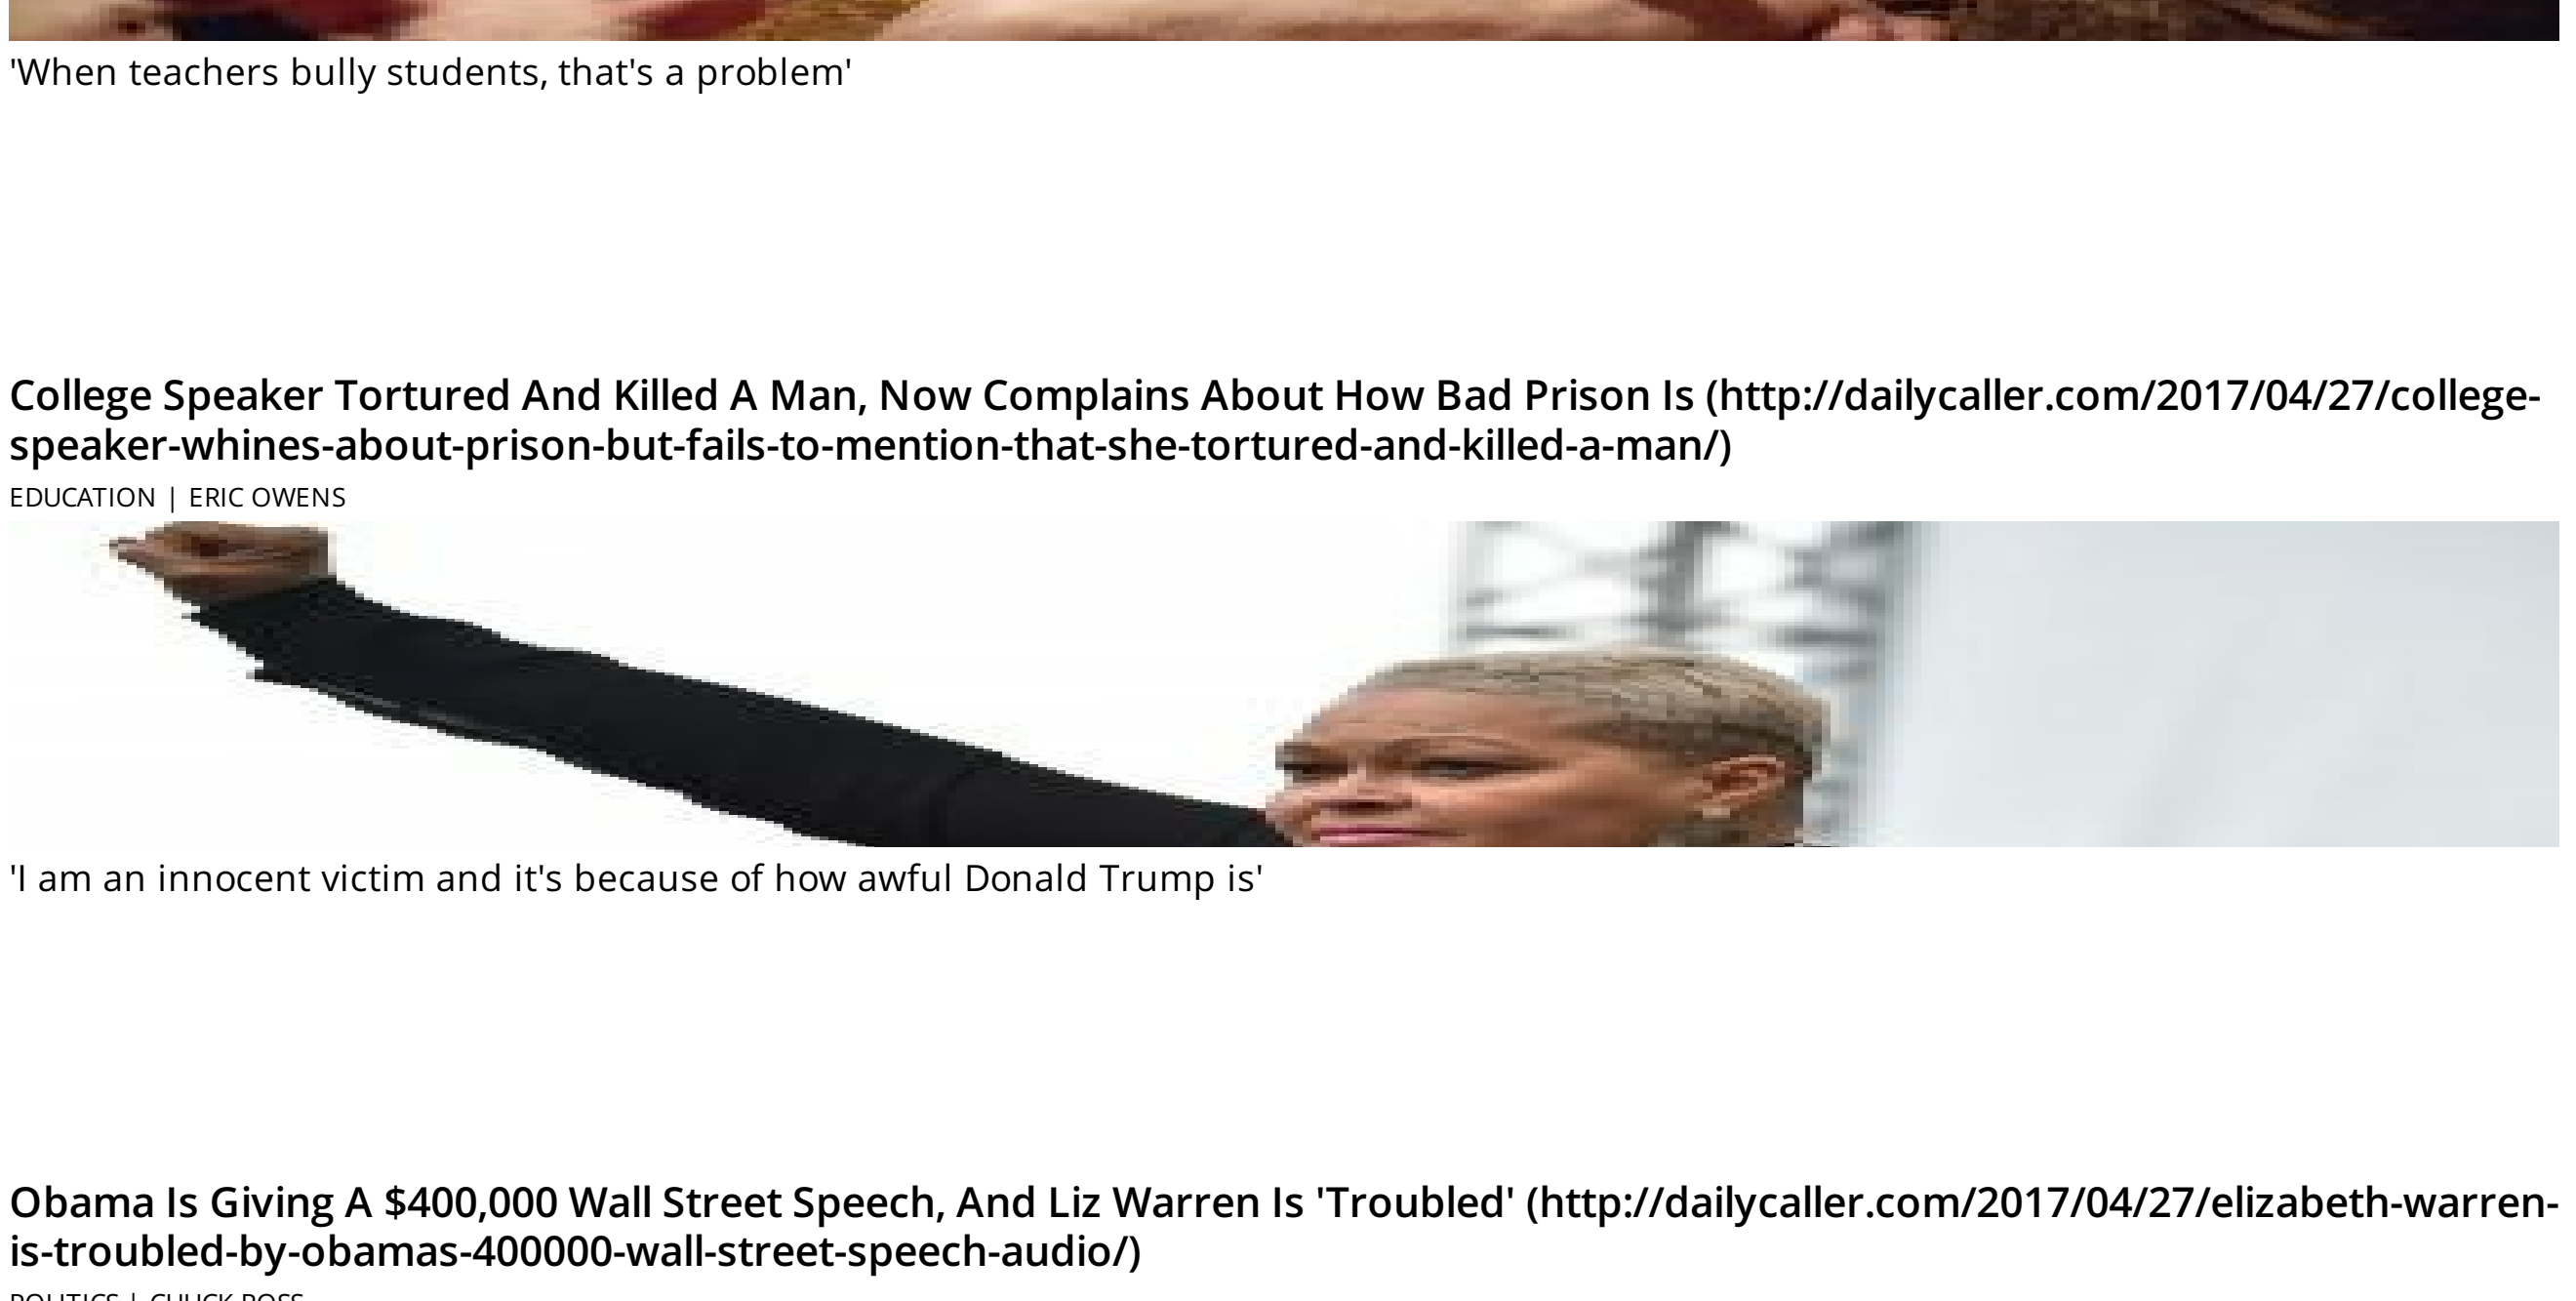 'When teachers bully students, that's a problem'
College Speaker Tortured And Killed A Man, Now Complains About How Bad Prison Is (http://dailycaller.com/2017/04/27/college-
speaker-whines-about-prison-but-fails-to-mention-that-she-tortured-and-killed-a-man/)
EDUCATION | ERIC OWENS
'I am an innocent victim and it's because of how awful Donald Trump is'
Obama Is Giving A $400,000 Wall Street Speech, And Liz Warren Is 'Troubled' (http://dailycaller.com/2017/04/27/elizabeth-warren-
is-troubled-by-obamas-400000-wall-street-speech-audio/)
POLITICS | CHUCK ROSS